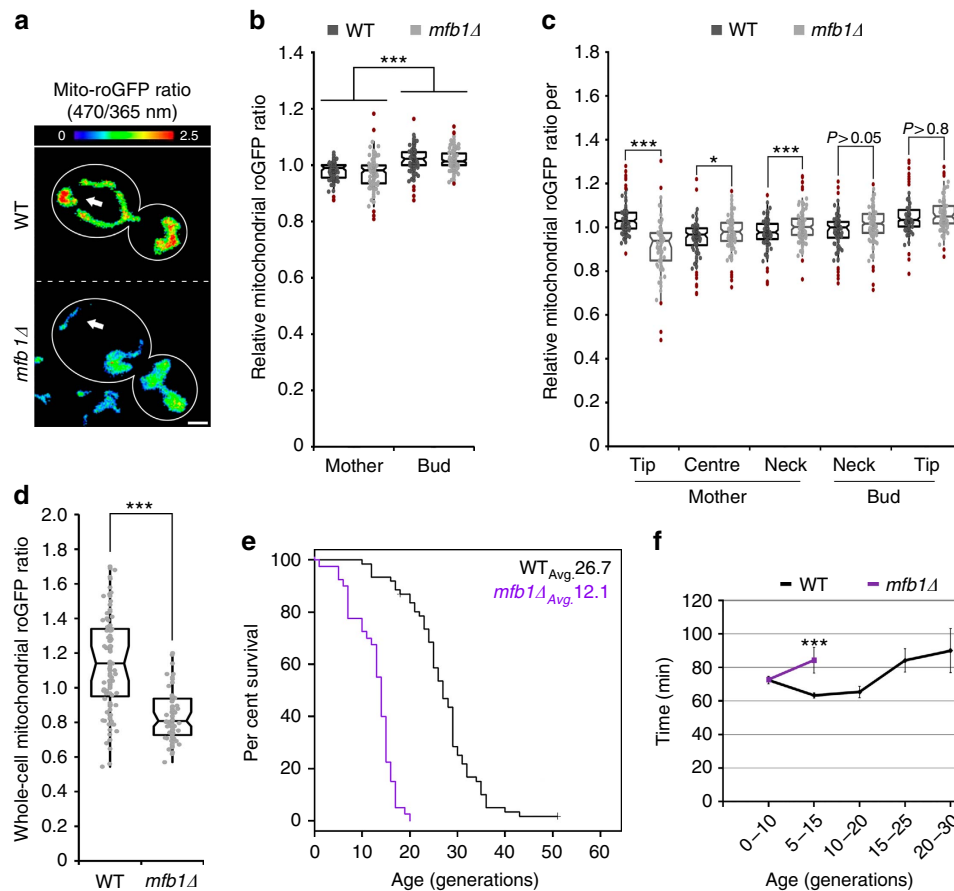 a
Mito-roGFP ratio
(470/365 nm)
0 2.5
WT
mfb1Δ
b
WT mfb1Δ
Relative mitochondrial roGFP ratio
1.4
1.2
1.0
0.8
0.6
0.4
0.2
0
***
Mother Bud
c
WT mfb1Δ
Relative mitochondrial roGFP ratio per
1.8
1.6
1.4
1.2
1.0
0.8
0.6
0.4
0.2
0
*** * *** P>0.05 P>0.8
Tip Centre Neck Neck Tip
Mother Bud
d
Whole-cell mitochondrial roGFP ratio
2.0
1.8
1.6
1.4
1.2
1.0
0.8
0.6
0.4
0.2
0
***
WT mfb1Δ
e
Per cent survival
100
80
60
40
20
0
WT Avg. 26.7
mfb1Δ Avg. 12.1
0 10 20 30 40 50 60
Age (generations)
f
WT mfb1Δ
Time (min)
120
100
80
60
40
20
0
***
0–10 5–15 10–20 15–25 20–30
Age (generations)